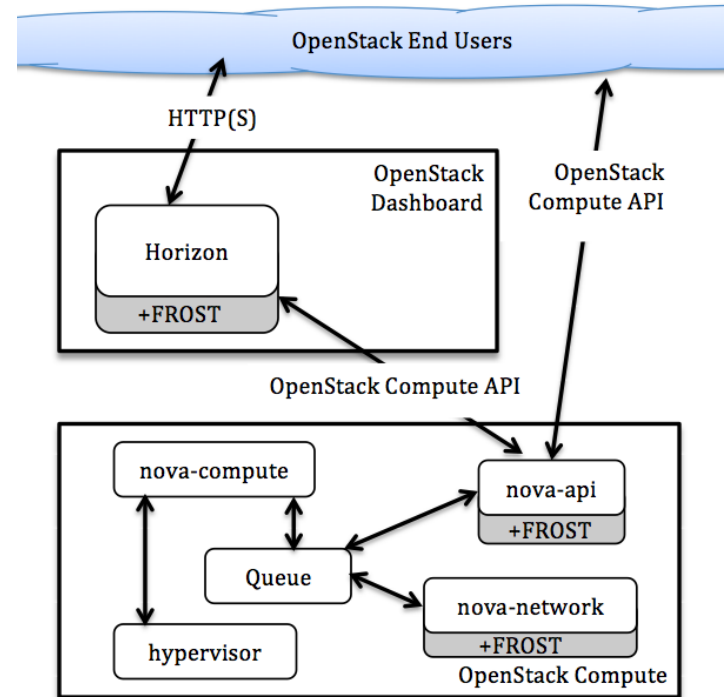 OpenStack End Users
HTTP(S)
OpenStack
Dashboard
OpenStack
Compute API
Horizon
+FROST
OpenStack Compute API
nova-compute
nova-api
+FROST
Queue
nova-network
+FROST
hypervisor
OpenStack Compute